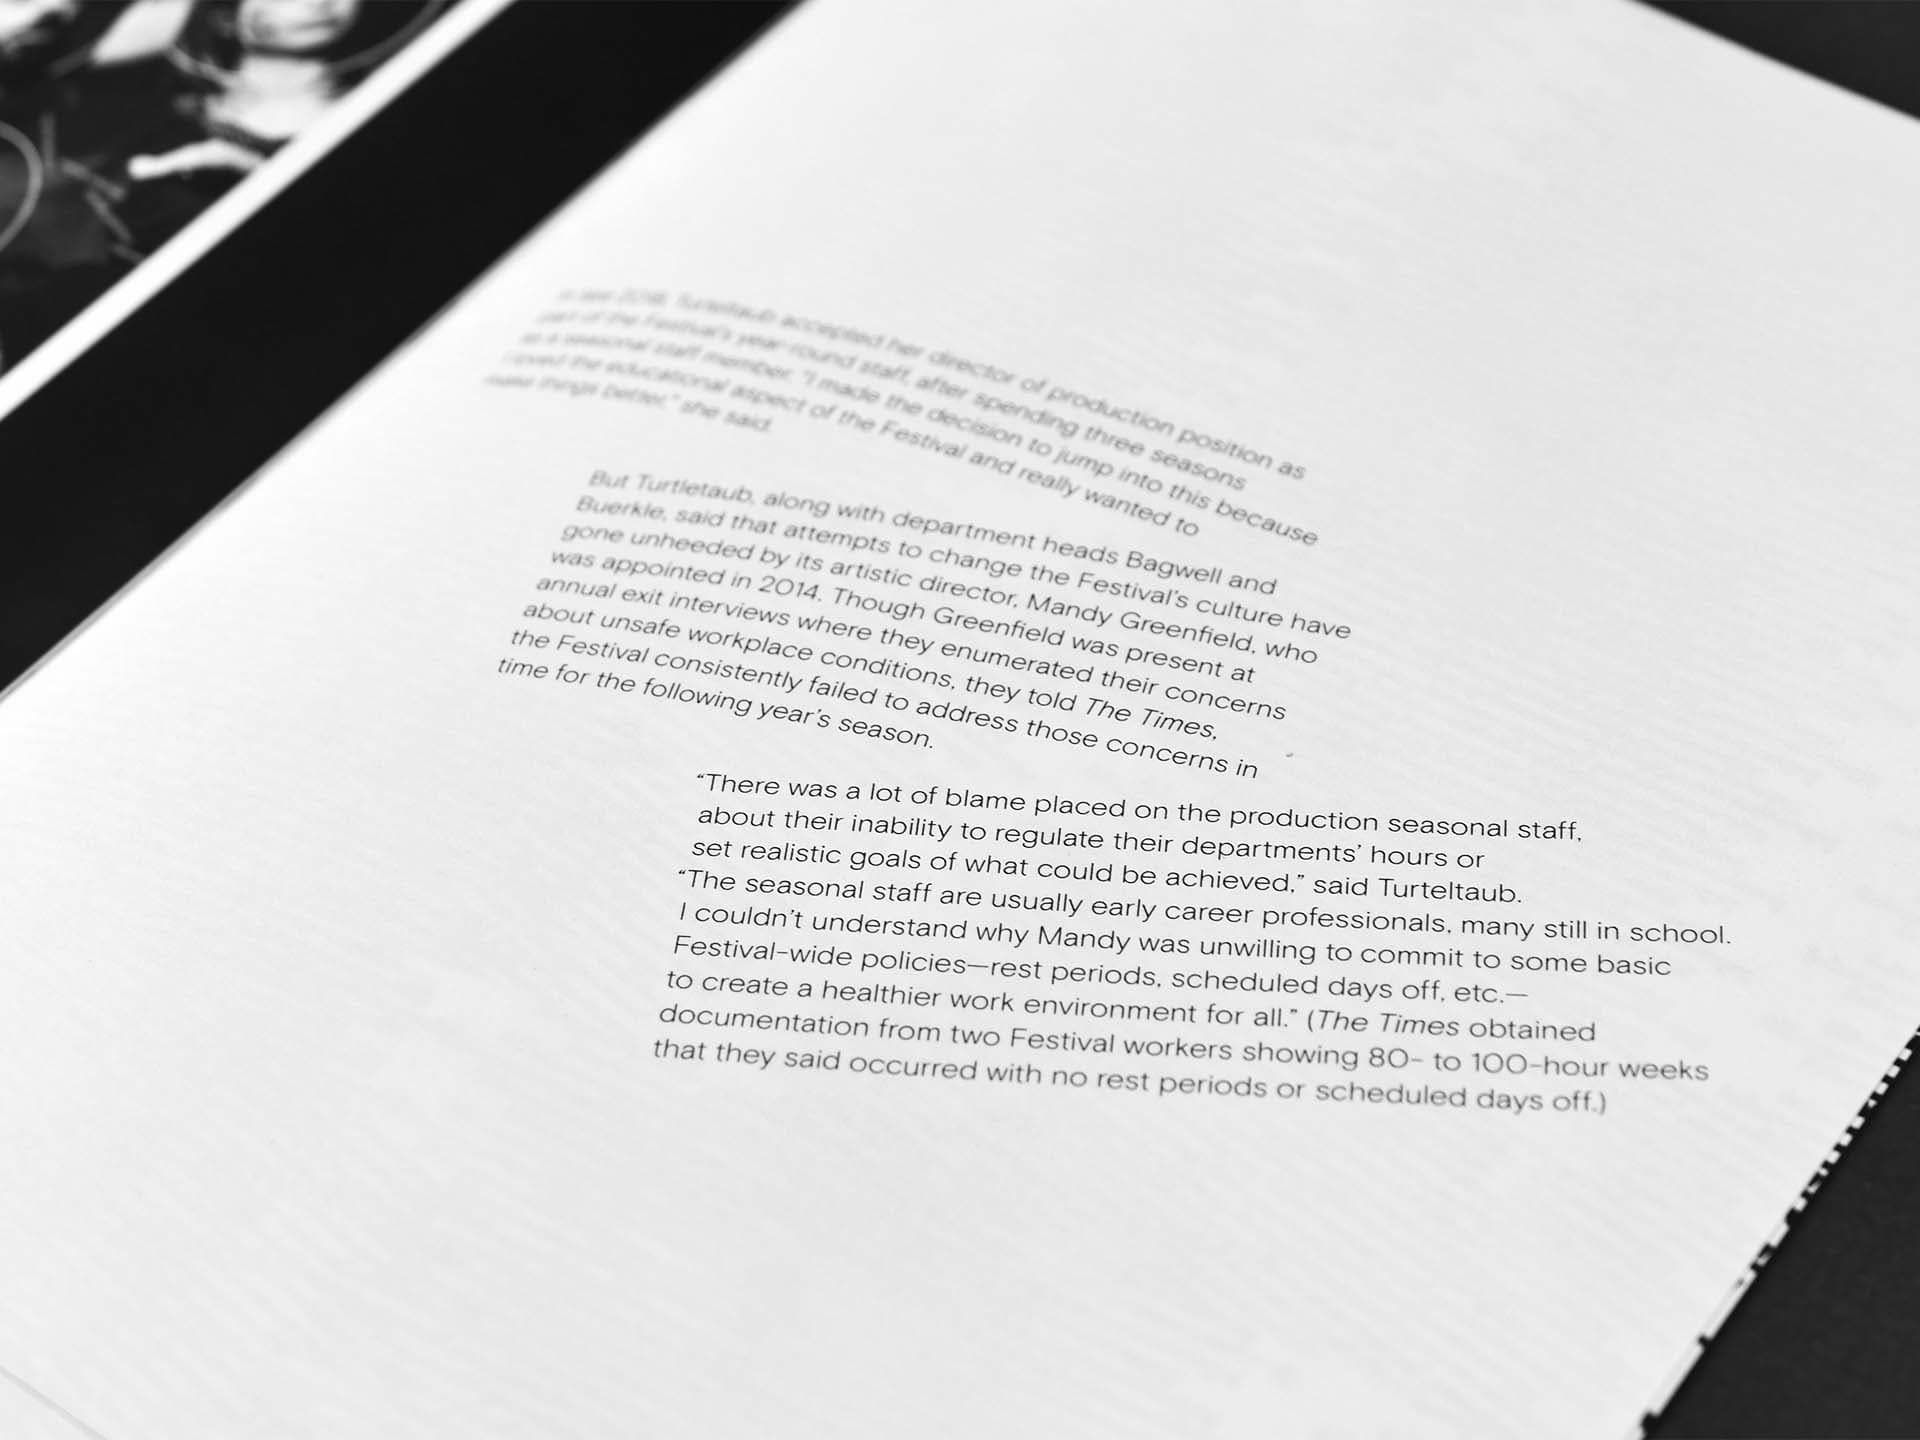 2018, Turteltaub accepted her director of production position as
part of the Festival's year-round staff, after spending three seasons
as a seasonal staff member. "I made the decision to jump into this because
I loved the educational aspect of the Festival and really wanted to
make things better," she said.
But Turtletaub, along with department heads Bagwell and
Buerkle, said that attempts to change the Festival's culture have
gone unheeded by its artistic director, Mandy Greenfield, who
was appointed in 2014. Though Greenfield was present at
annual exit interviews where they enumerated their concerns
about unsafe workplace conditions, they told The Times,
the Festival consistently failed to address those concerns in
time for the following year's season.
“There was a lot of blame placed on the production seasonal staff,
about their inability to regulate their departments’ hours or
set realistic goals of what could be achieved,” said Turteltaub.
“The seasonal staff are usually early career professionals, many still in school.
I couldn’t understand why Mandy was unwilling to commit to some basic
Festival-wide policies—rest periods, scheduled days off, etc.—
to create a healthier work environment for all.” (The Times obtained
documentation from two Festival workers showing 80- to 100-hour weeks
that they said occurred with no rest periods or scheduled days off.)